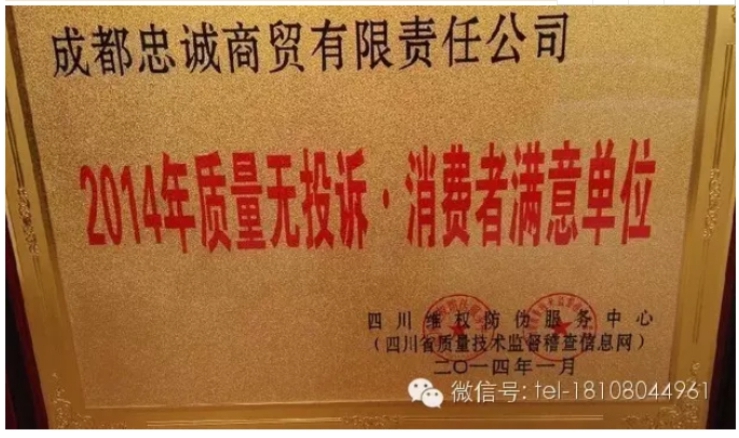 成都忠诚商贸有限责任公司
2014年质量无投诉·消费者满意单位
四川维权防伪服务中心
（四川省质量技术监督稽查信息网）
二〇一四年一月
微信号: tel-18108044961